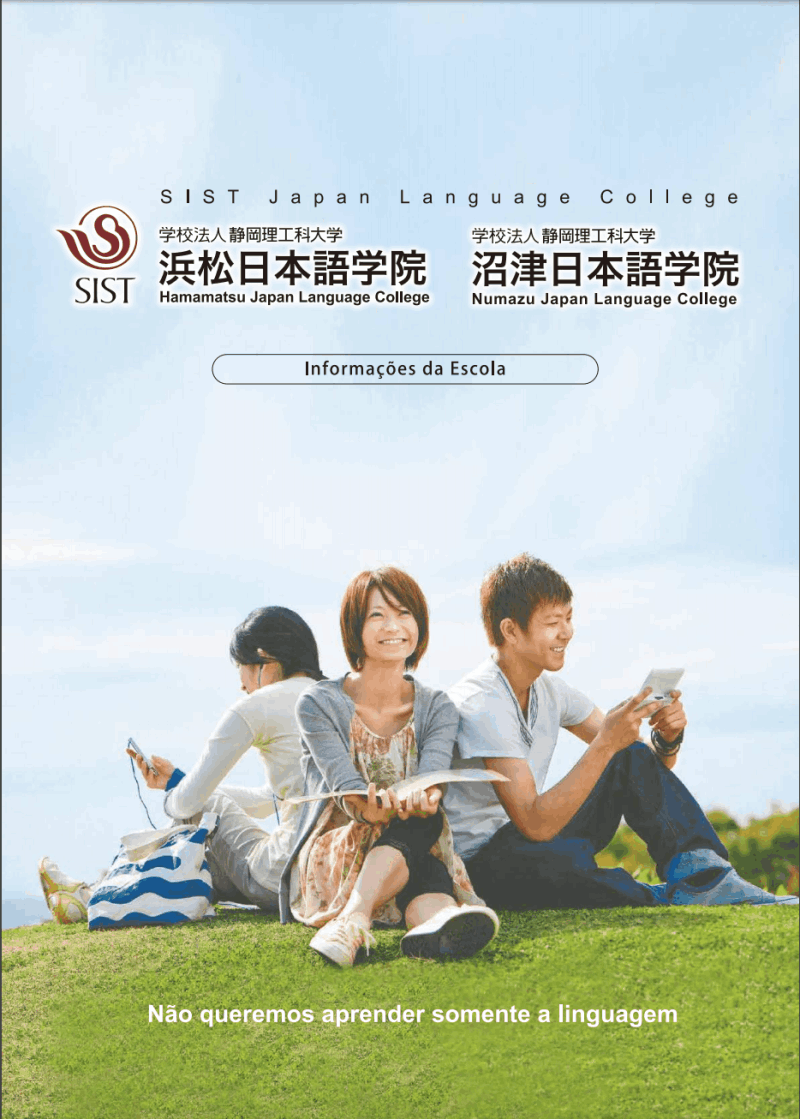 SIST Japan Language College
SIST
学校法人 静岡理工科大学
浜松日本語学院
Hamamatsu Japan Language College
学校法人 静岡理工科大学
沼津日本語学院
Numazu Japan Language College
Informações da Escola
Não queremos aprender somente a linguagem